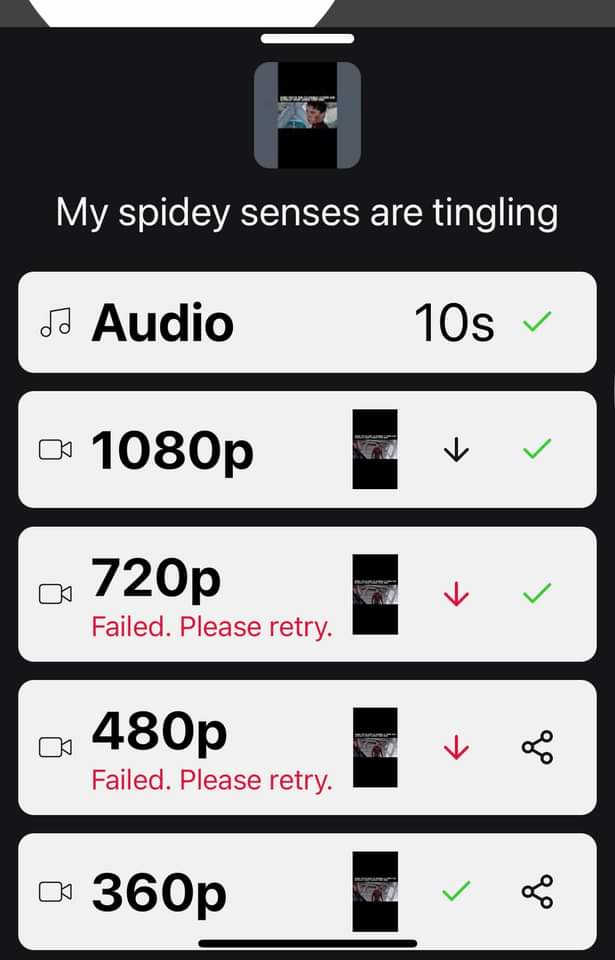 My spidey senses are tingling
Audio 10s
1080p
720p
Failed. Please retry.
480p
Failed. Please retry.
360p